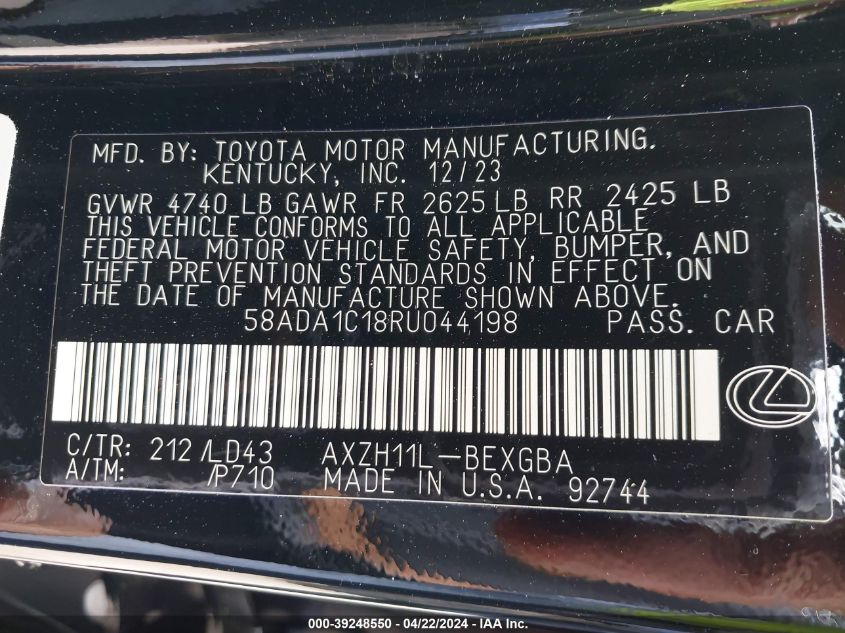 MFD. BY: TOYOTA MOTOR MANUFACTURING.
KENTUCKY, INC. 12/23
GVWR 4740 LB GAWR FR 2625 LB RR 2425 LB
THIS VEHICLE CONFORMS TO ALL APPLICABLE
FEDERAL MOTOR VEHICLE SAFETY, BUMPER, AND
THEFT PREVENTION STANDARDS IN EFFECT ON
THE DATE OF MANUFACTURE SHOWN ABOVE.
58ADA1C18RU044198 PASS. CAR
C/TR: 212 /LD43 AXZH11L-BEXGBA
A/TM: /P710 MADE IN U.S.A. 92744
000-39248550 - 04/22/2024 - IAA Inc.